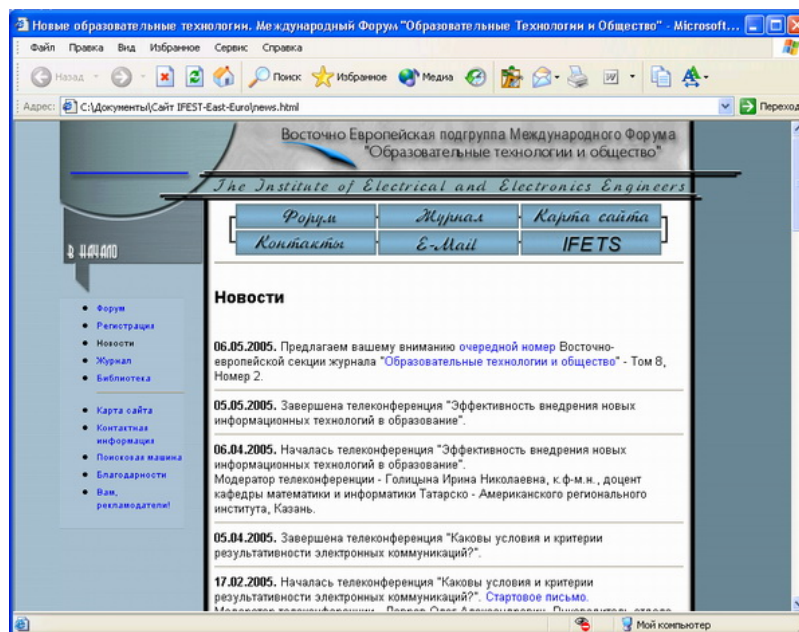 Новые образовательные технологии. Международный Форум "Образовательные Технологии и Общество" - Microsoft...
Файл Правка Вид Избранное Сервис Справка
Назад Поиск Избранное Медиа
Адрес: C:\Документы\Сайт IFEST-East-Euro\news.html Переход
Восточно Европейская подгруппа Международного Форума
"Образовательные технологии и общество"
The Institute of Electrical and Electronics Engineers
Форум Журнал Карта сайта
Контакты E-Mail IFETS
В НАЧАЛО
Форум
Регистрация
Новости
Журнал
Библиотека
Карта сайта
Контактная
информация
Поисковая машина
Благодарности
Вам,
рекламодатели!
Новости
06.05.2005. Предлагаем вашему вниманию очередной номер Восточно-
европейской секции журнала "Образовательные технологии и общество" - Том 8,
Номер 2.
05.05.2005. Завершена телеконференция "Эффективность внедрения новых
информационных технологий в образование".
06.04.2005. Началась телеконференция "Эффективность внедрения новых
информационных технологий в образование".
Модератор телеконференции - Голицына Ирина Николаевна, к.ф-м.н., доцент
кафедры математики и информатики Татарско - Американского регионального
института, Казань.
05.04.2005. Завершена телеконференция "Каковы условия и критерии
результативности электронных коммуникаций?".
17.02.2005. Началась телеконференция "Каковы условия и критерии
результативности электронных коммуникаций?". Стартовое письмо.
Мой компьютер